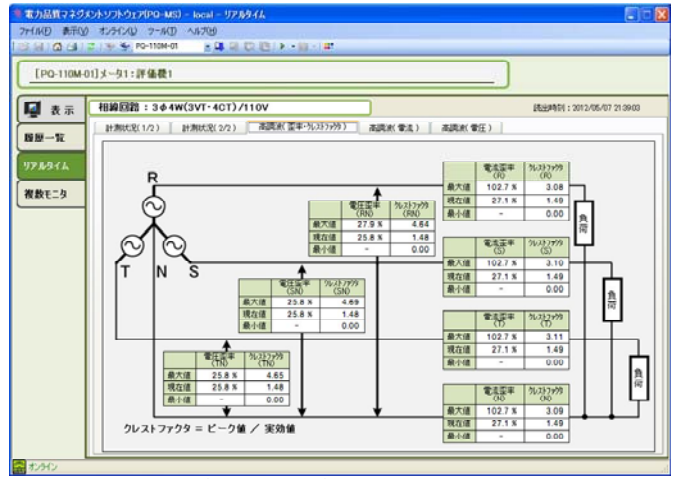 電力品質マネジメントソフトウェア(PQ-MS) - local - リアルタイム
ファイル(F) 表示(V) オンライン(L) ツール(T) ヘルプ(H)
PQ-110M-01
[PQ-110M-01]メータ1:評価機1
表示
履歴一覧
リアルタイム
複数モニタ
相線回路:3φ4W(3VT・4CT)/110V
読出時刻:2012/05/07 21:39:03
計測状況(1/2) 計測状況(2/2) 高調波(歪率・クレストファクタ) 高調波(電流) 高調波(電圧)
R
T N S
電圧歪率(RN) クレストファクタ(RN)
最大値 27.9 % 4.64
現在値 25.8 % 1.48
最小値 - 0.00
電圧歪率(SN) クレストファクタ(SN)
最大値 25.8 % 4.69
現在値 25.8 % 1.48
最小値 - 0.00
電圧歪率(TN) クレストファクタ(TN)
最大値 25.8 % 4.65
現在値 25.8 % 1.48
最小値 - 0.00
電流歪率(R) クレストファクタ(R)
最大値 102.7 % 3.08
現在値 27.1 % 1.49
最小値 - 0.00
負荷
電流歪率(S) クレストファクタ(S)
最大値 102.7 % 3.10
現在値 27.1 % 1.49
最小値 - 0.00
負荷
電流歪率(T) クレストファクタ(T)
最大値 102.7 % 3.11
現在値 27.1 % 1.49
最小値 - 0.00
負荷
電流歪率(N) クレストファクタ(N)
最大値 102.7 % 3.09
現在値 27.1 % 1.49
最小値 - 0.00
クレストファクタ = ピーク値 / 実効値
オンライン